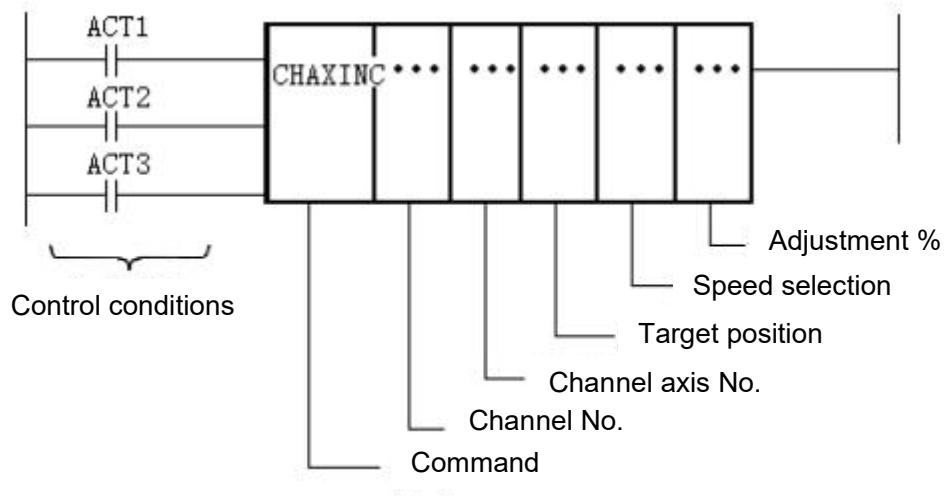 ACT1
CHAXINC ••• ••• ••• ••• •••
ACT2
ACT3
Adjustment %
Speed selection
Control conditions
Target position
Channel axis No.
Channel No.
Command